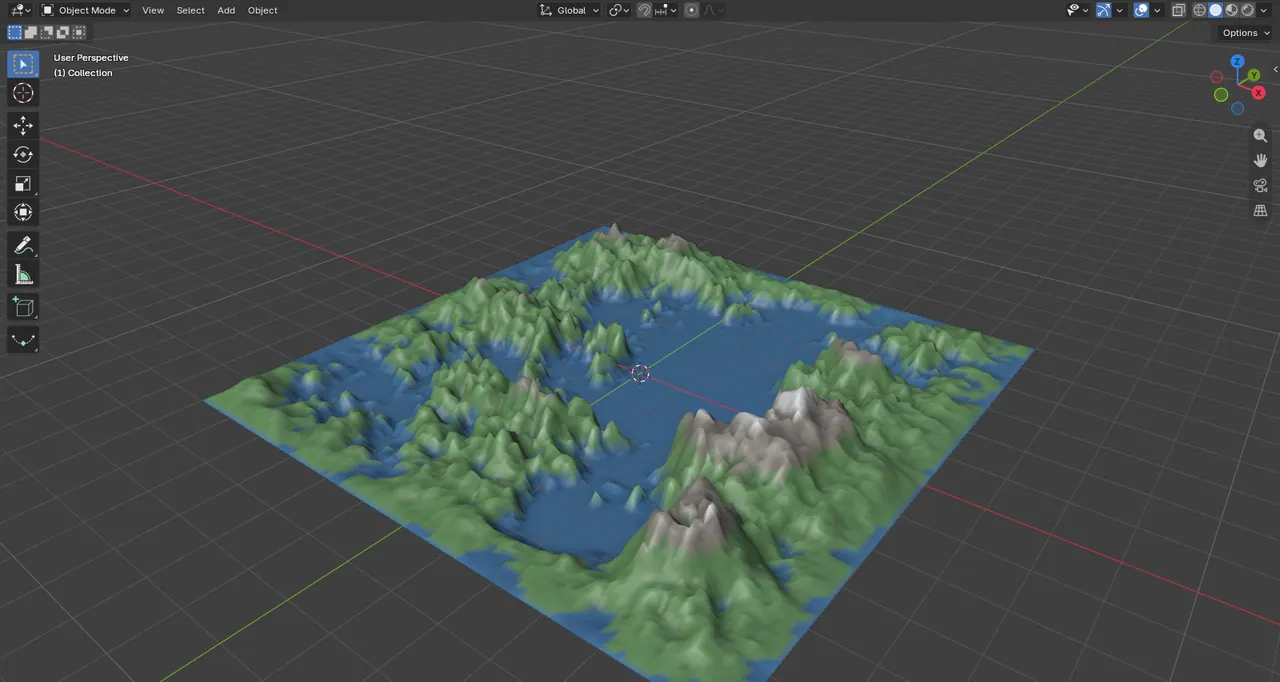 Object Mode View Select Add Object Global
Options
User Perspective
(1) Collection
Z
Y
X